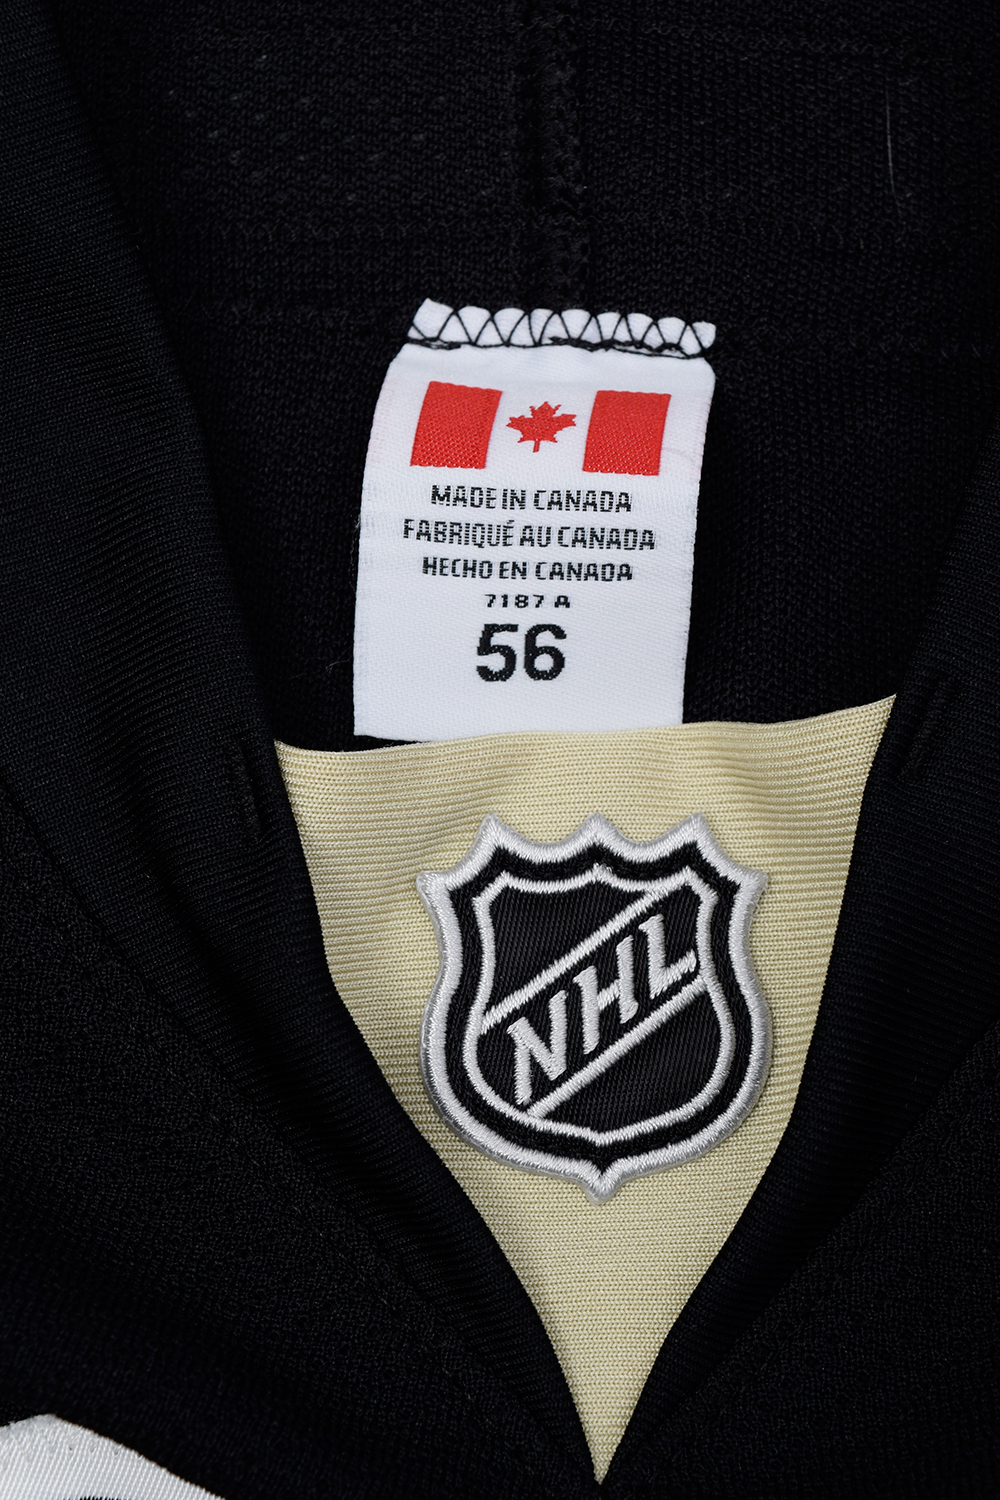 MADE IN CANADA
FABRIQUÉ AU CANADA
HECHO EN CANADA
7187 A
56
NHL